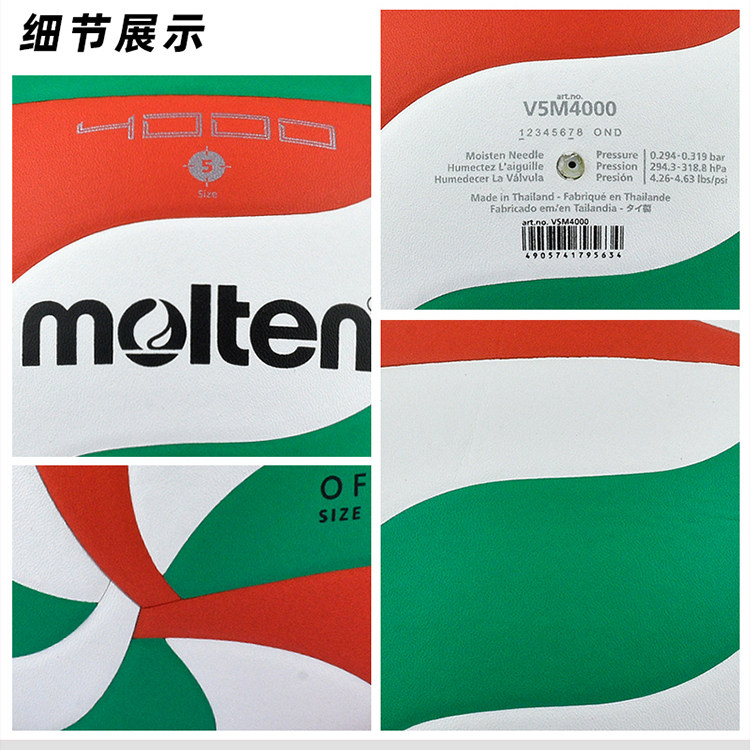 细节展示
4000
5
Size
molten
art.no.
V5M4000
12345678 OND
Moisten Needle
Humectez L'aiguille
Humedecer La Válvula
Pressure
Pression
Presión
0.294-0.319 bar
294.3-318.8 hPa
4.26-4.63 lbs/psi
Made in Thailand - Fabriqué en Thailande
Fabricado em/en Tailandia - タイ製
art.no. V5M4000
4905741795634
OF
SIZE